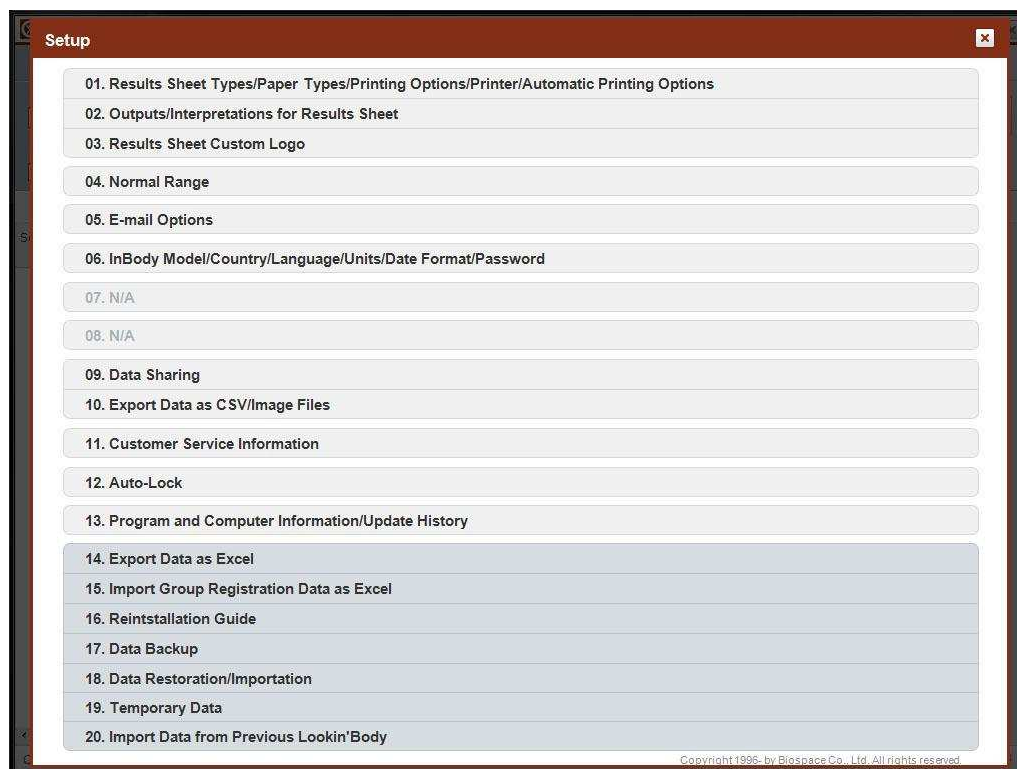 Setup
01. Results Sheet Types/Paper Types/Printing Options/Printer/Automatic Printing Options
02. Outputs/Interpretations for Results Sheet
03. Results Sheet Custom Logo
04. Normal Range
05. E-mail Options
06. InBody Model/Country/Language/Units/Date Format/Password
07. N/A
08. N/A
09. Data Sharing
10. Export Data as CSV/Image Files
11. Customer Service Information
12. Auto-Lock
13. Program and Computer Information/Update History
14. Export Data as Excel
15. Import Group Registration Data as Excel
16. Reintstallation Guide
17. Data Backup
18. Data Restoration/Importation
19. Temporary Data
20. Import Data from Previous Lookin'Body
Copyright 1996- by Biospace Co., Ltd. All rights reserved.